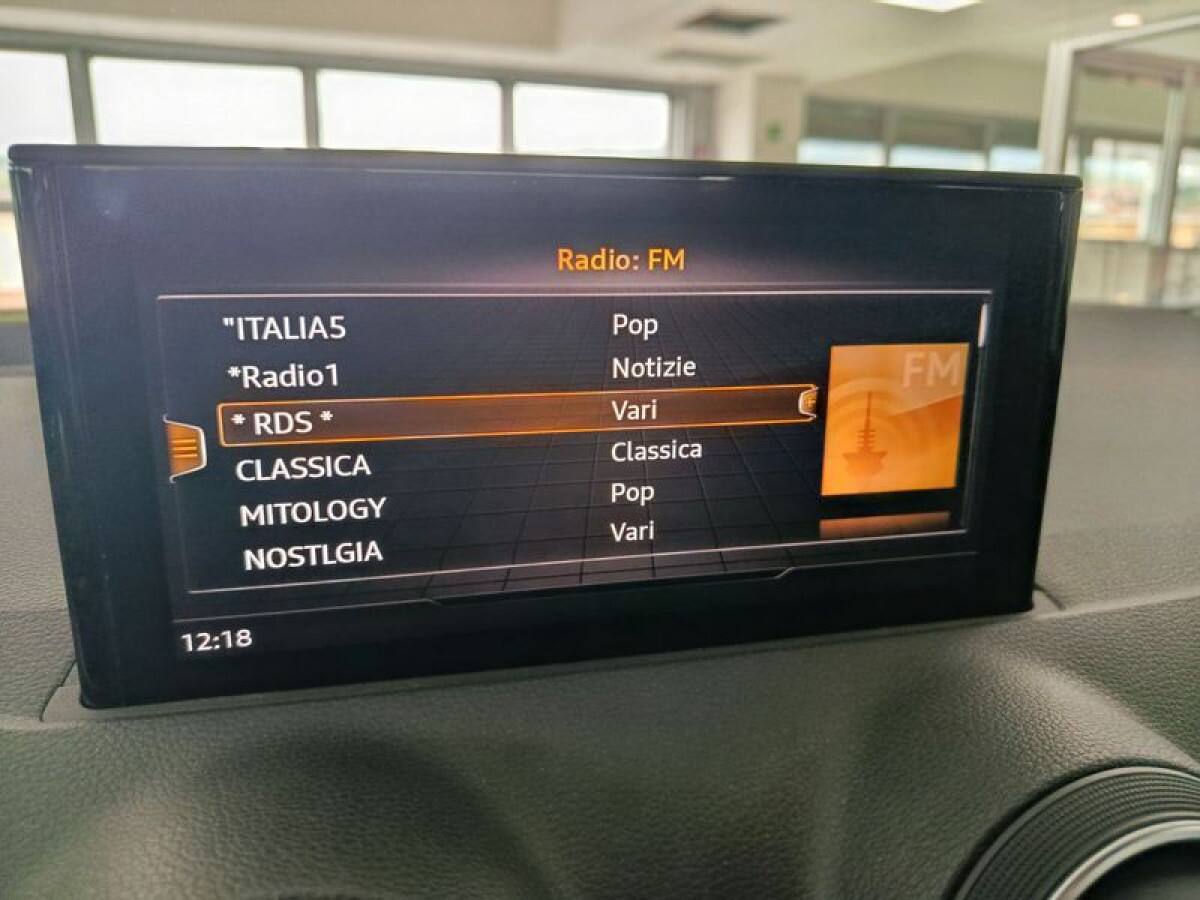 Radio: FM
"ITALIA5 Pop
*Radio1 Notizie
* RDS * Vari
CLASSICA Classica
MITOLOGY Pop
NOSTLGIA Vari
FM
12:18